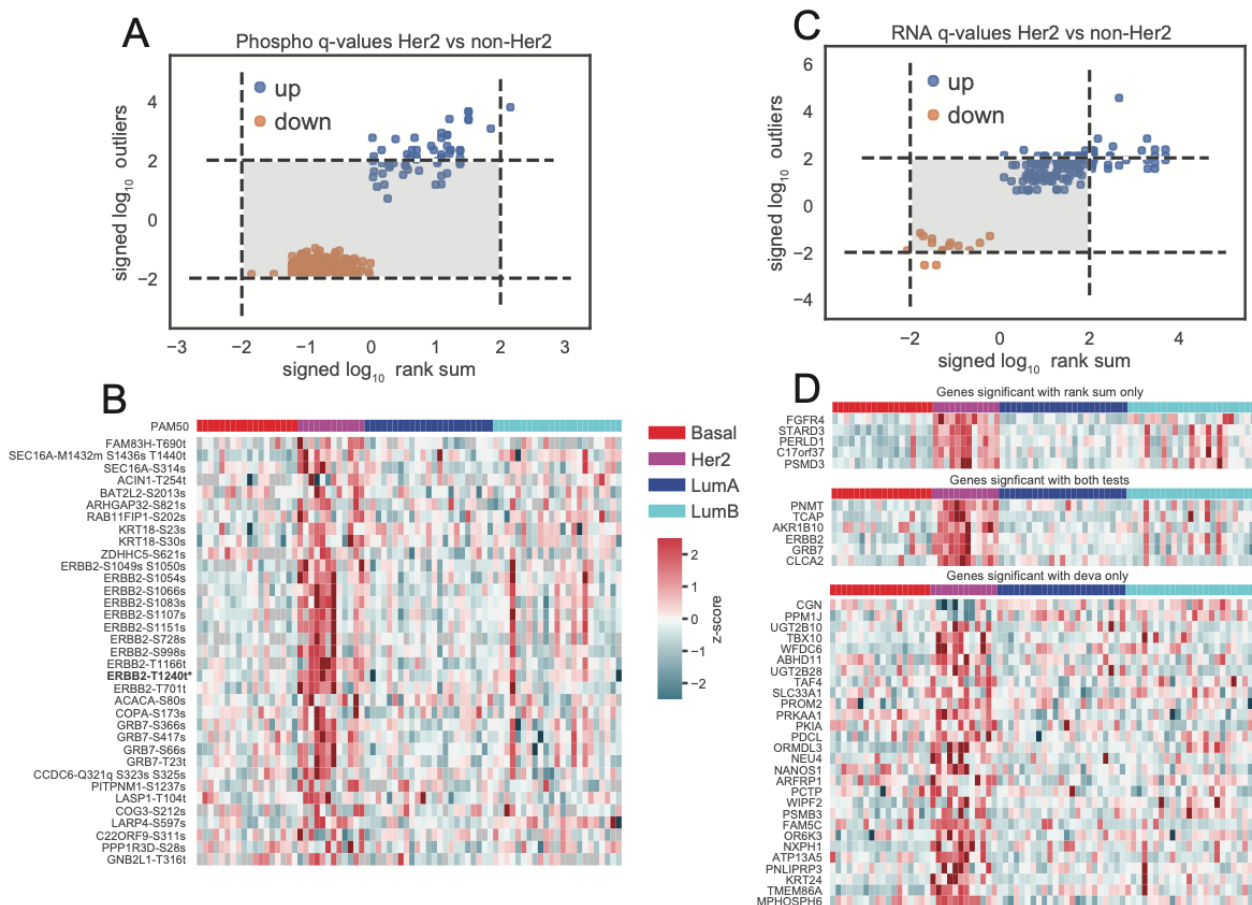 A
Phospho q-values Her2 vs non-Her2
up
down
4
2
0
−2
signed log10 outliers
−3
−2
−1
0
1
2
3
signed log10 rank sum
C
RNA q-values Her2 vs non-Her2
up
down
6
4
2
0
−2
−4
signed log10 outliers
−2
0
2
4
signed log10 rank sum
B
PAM50
FAM83H-T690t
SEC16A-M1432m S1436s T1440t
SEC16A-S314s
ACIN1-T254t
BAT2L2-S2013s
ARHGAP32-S821s
RAB11FIP1-S202s
KRT18-S23s
KRT18-S30s
ZDHHC5-S621s
ERBB2-S1049s S1050s
ERBB2-S1054s
ERBB2-S1066s
ERBB2-S1083s
ERBB2-S1107s
ERBB2-S1151s
ERBB2-S728s
ERBB2-S998s
ERBB2-T1166t
ERBB2-T1240t*
ERBB2-T701t
ACACA-S80s
COPA-S173s
GRB7-S366s
GRB7-S417s
GRB7-S66s
GRB7-T23t
CCDC6-Q321q S323s S325s
PITPNM1-S1237s
LASP1-T104t
COG3-S212s
LARP4-S597s
C22ORF9-S311s
PPP1R3D-S28s
GNB2L1-T316t
Basal
Her2
LumA
LumB
2
1
0
−1
−2
z-score
D
Genes significant with rank sum only
FGFR4
STARD3
PERLD1
C17orf37
PSMD3
Genes significant with both tests
PNMT
TCAP
AKR1B10
ERBB2
GRB7
CLCA2
Genes significant with deva only
CGN
PPM1J
UGT2B10
TBX10
WFDC6
ABHD11
UGT2B28
TAF4
SLC33A1
PROM2
PRKAA1
PKIA
PDCL
ORMDL3
NEU4
NANOS1
ARFRP1
PCTP
WIPF2
PSMB3
FAM5C
OR6K3
NXPH1
ATP13A5
PNLIPRP3
KRT24
TMEM86A
MPHOSPH6